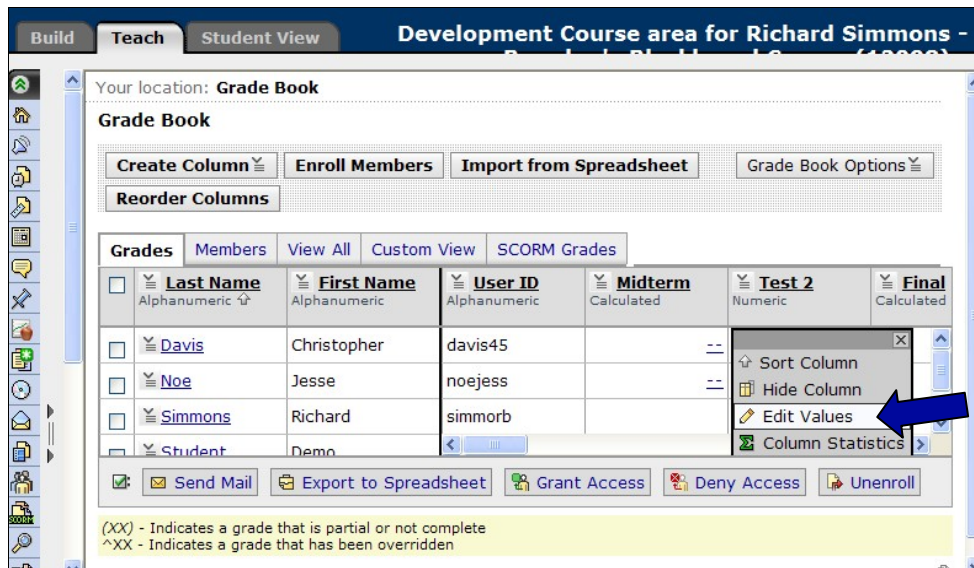 Build Teach Student View Development Course area for Richard Simmons -
Your location: Grade Book
Grade Book
Create Column Enroll Members Import from Spreadsheet Grade Book Options
Reorder Columns
Grades Members View All Custom View SCORM Grades
Last Name First Name User ID Midterm Test 2 Final
Alphanumeric Alphanumeric Alphanumeric Calculated Numeric Calculated
Davis Christopher davis45 --
Sort Column
Noe Jesse noejess --
Hide Column
Simmons Richard simmorb
Edit Values
Student Demo
Column Statistics
Send Mail Export to Spreadsheet Grant Access Deny Access Unenroll
(XX) - Indicates a grade that is partial or not complete
^XX - Indicates a grade that has been overridden
SCORM